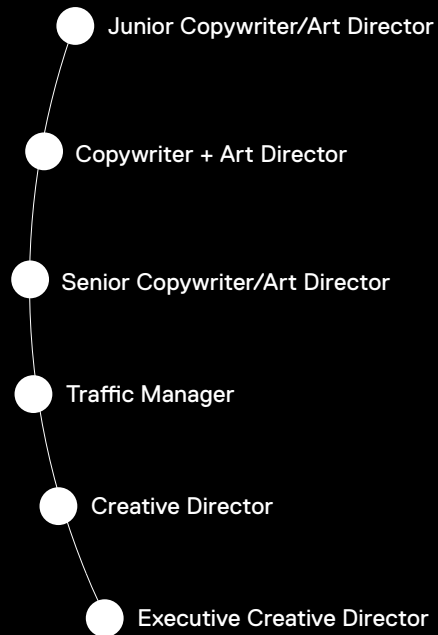 Junior Copywriter/Art Director
Copywriter + Art Director
Senior Copywriter/Art Director
Traffic Manager
Creative Director
Executive Creative Director